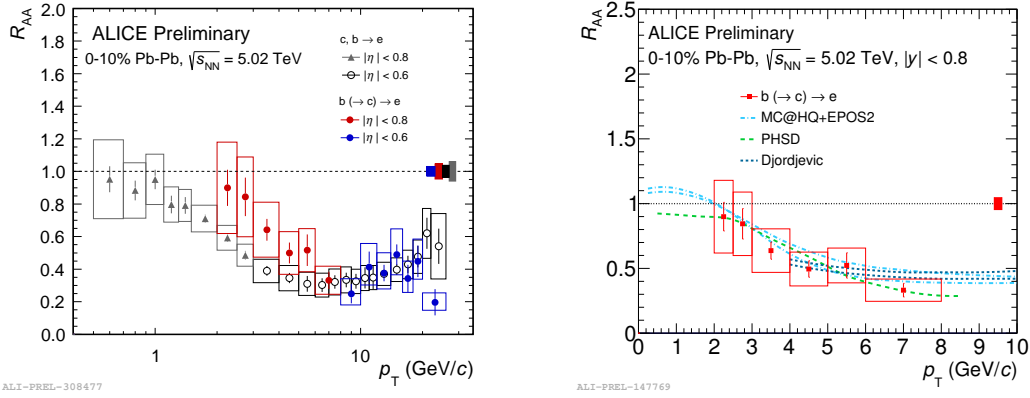 R_AA
2.0
1.8
1.6
1.4
1.2
1.0
0.8
0.6
0.4
0.2
0.0
ALICE Preliminary
0-10% Pb-Pb, √s_NN = 5.02 TeV
c, b → e
|η| < 0.8
|η| < 0.6
b (→ c) → e
|η| < 0.8
|η| < 0.6
1
10
p_T (GeV/c)
ALI-PREL-308477
R_AA
2.5
2
1.5
1
0.5
0
ALICE Preliminary
0-10% Pb-Pb, √s_NN = 5.02 TeV, |y| < 0.8
b (→ c) → e
MC@HQ+EPOS2
PHSD
Djordjevic
0 1 2 3 4 5 6 7 8 9 10
p_T (GeV/c)
ALI-PREL-147769